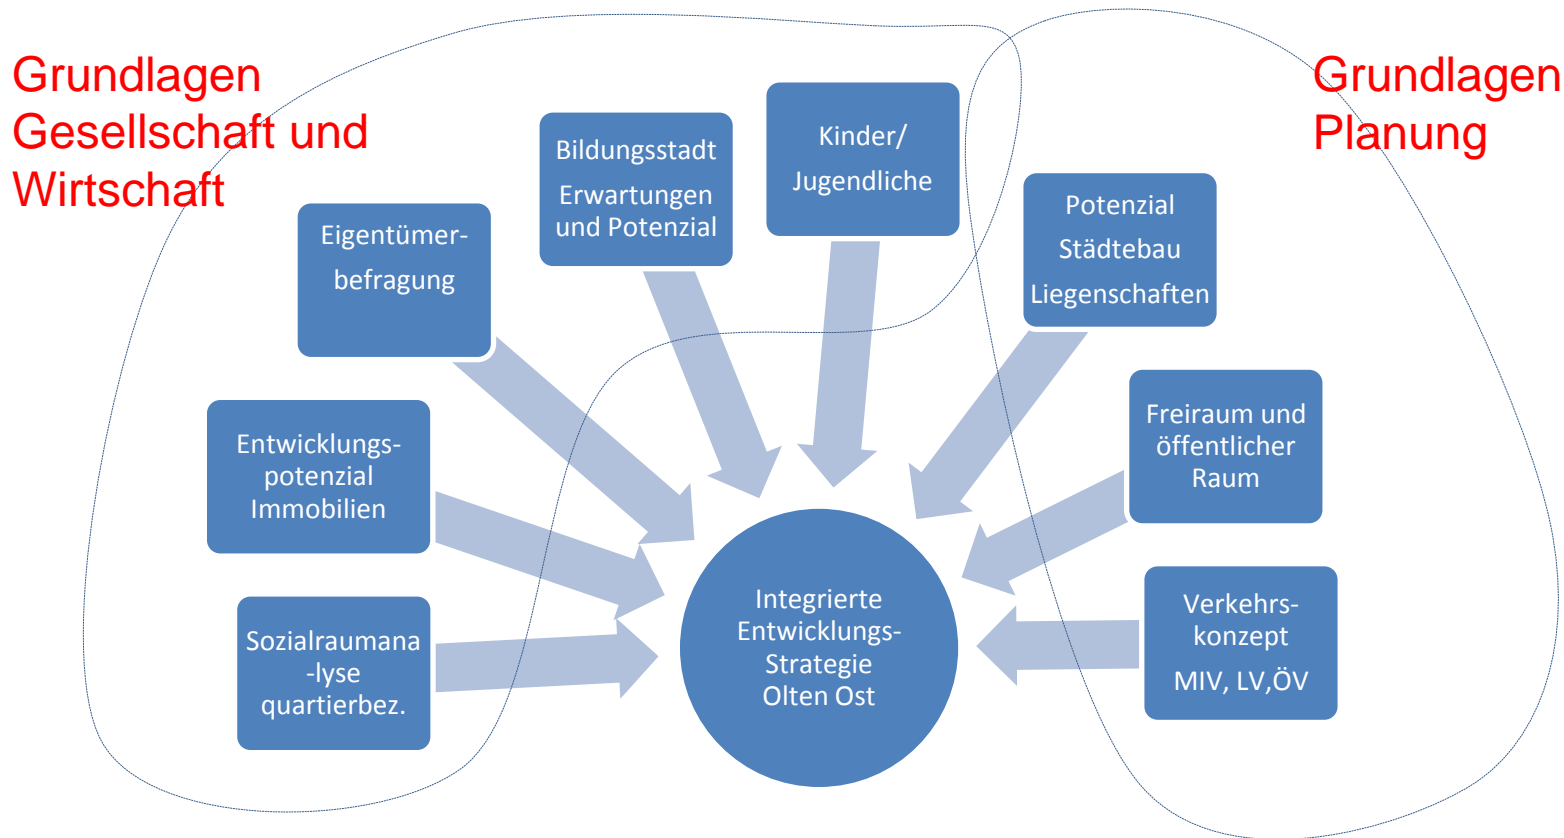 Grundlagen
Gesellschaft und
Wirtschaft
Grundlagen
Planung
Kinder/
Jugendliche
Bildungsstadt
Erwartungen
und Potenzial
Potenzial
Städtebau
Liegenschaften
Eigentümer-
befragung
Freiraum und
öffentlicher
Raum
Entwicklungs-
potenzial
Immobilien
Verkehrs-
konzept
MIV, LV,ÖV
Sozialraumana
-lyse
quartierbez.
Integrierte
Entwicklungs-
Strategie
Olten Ost